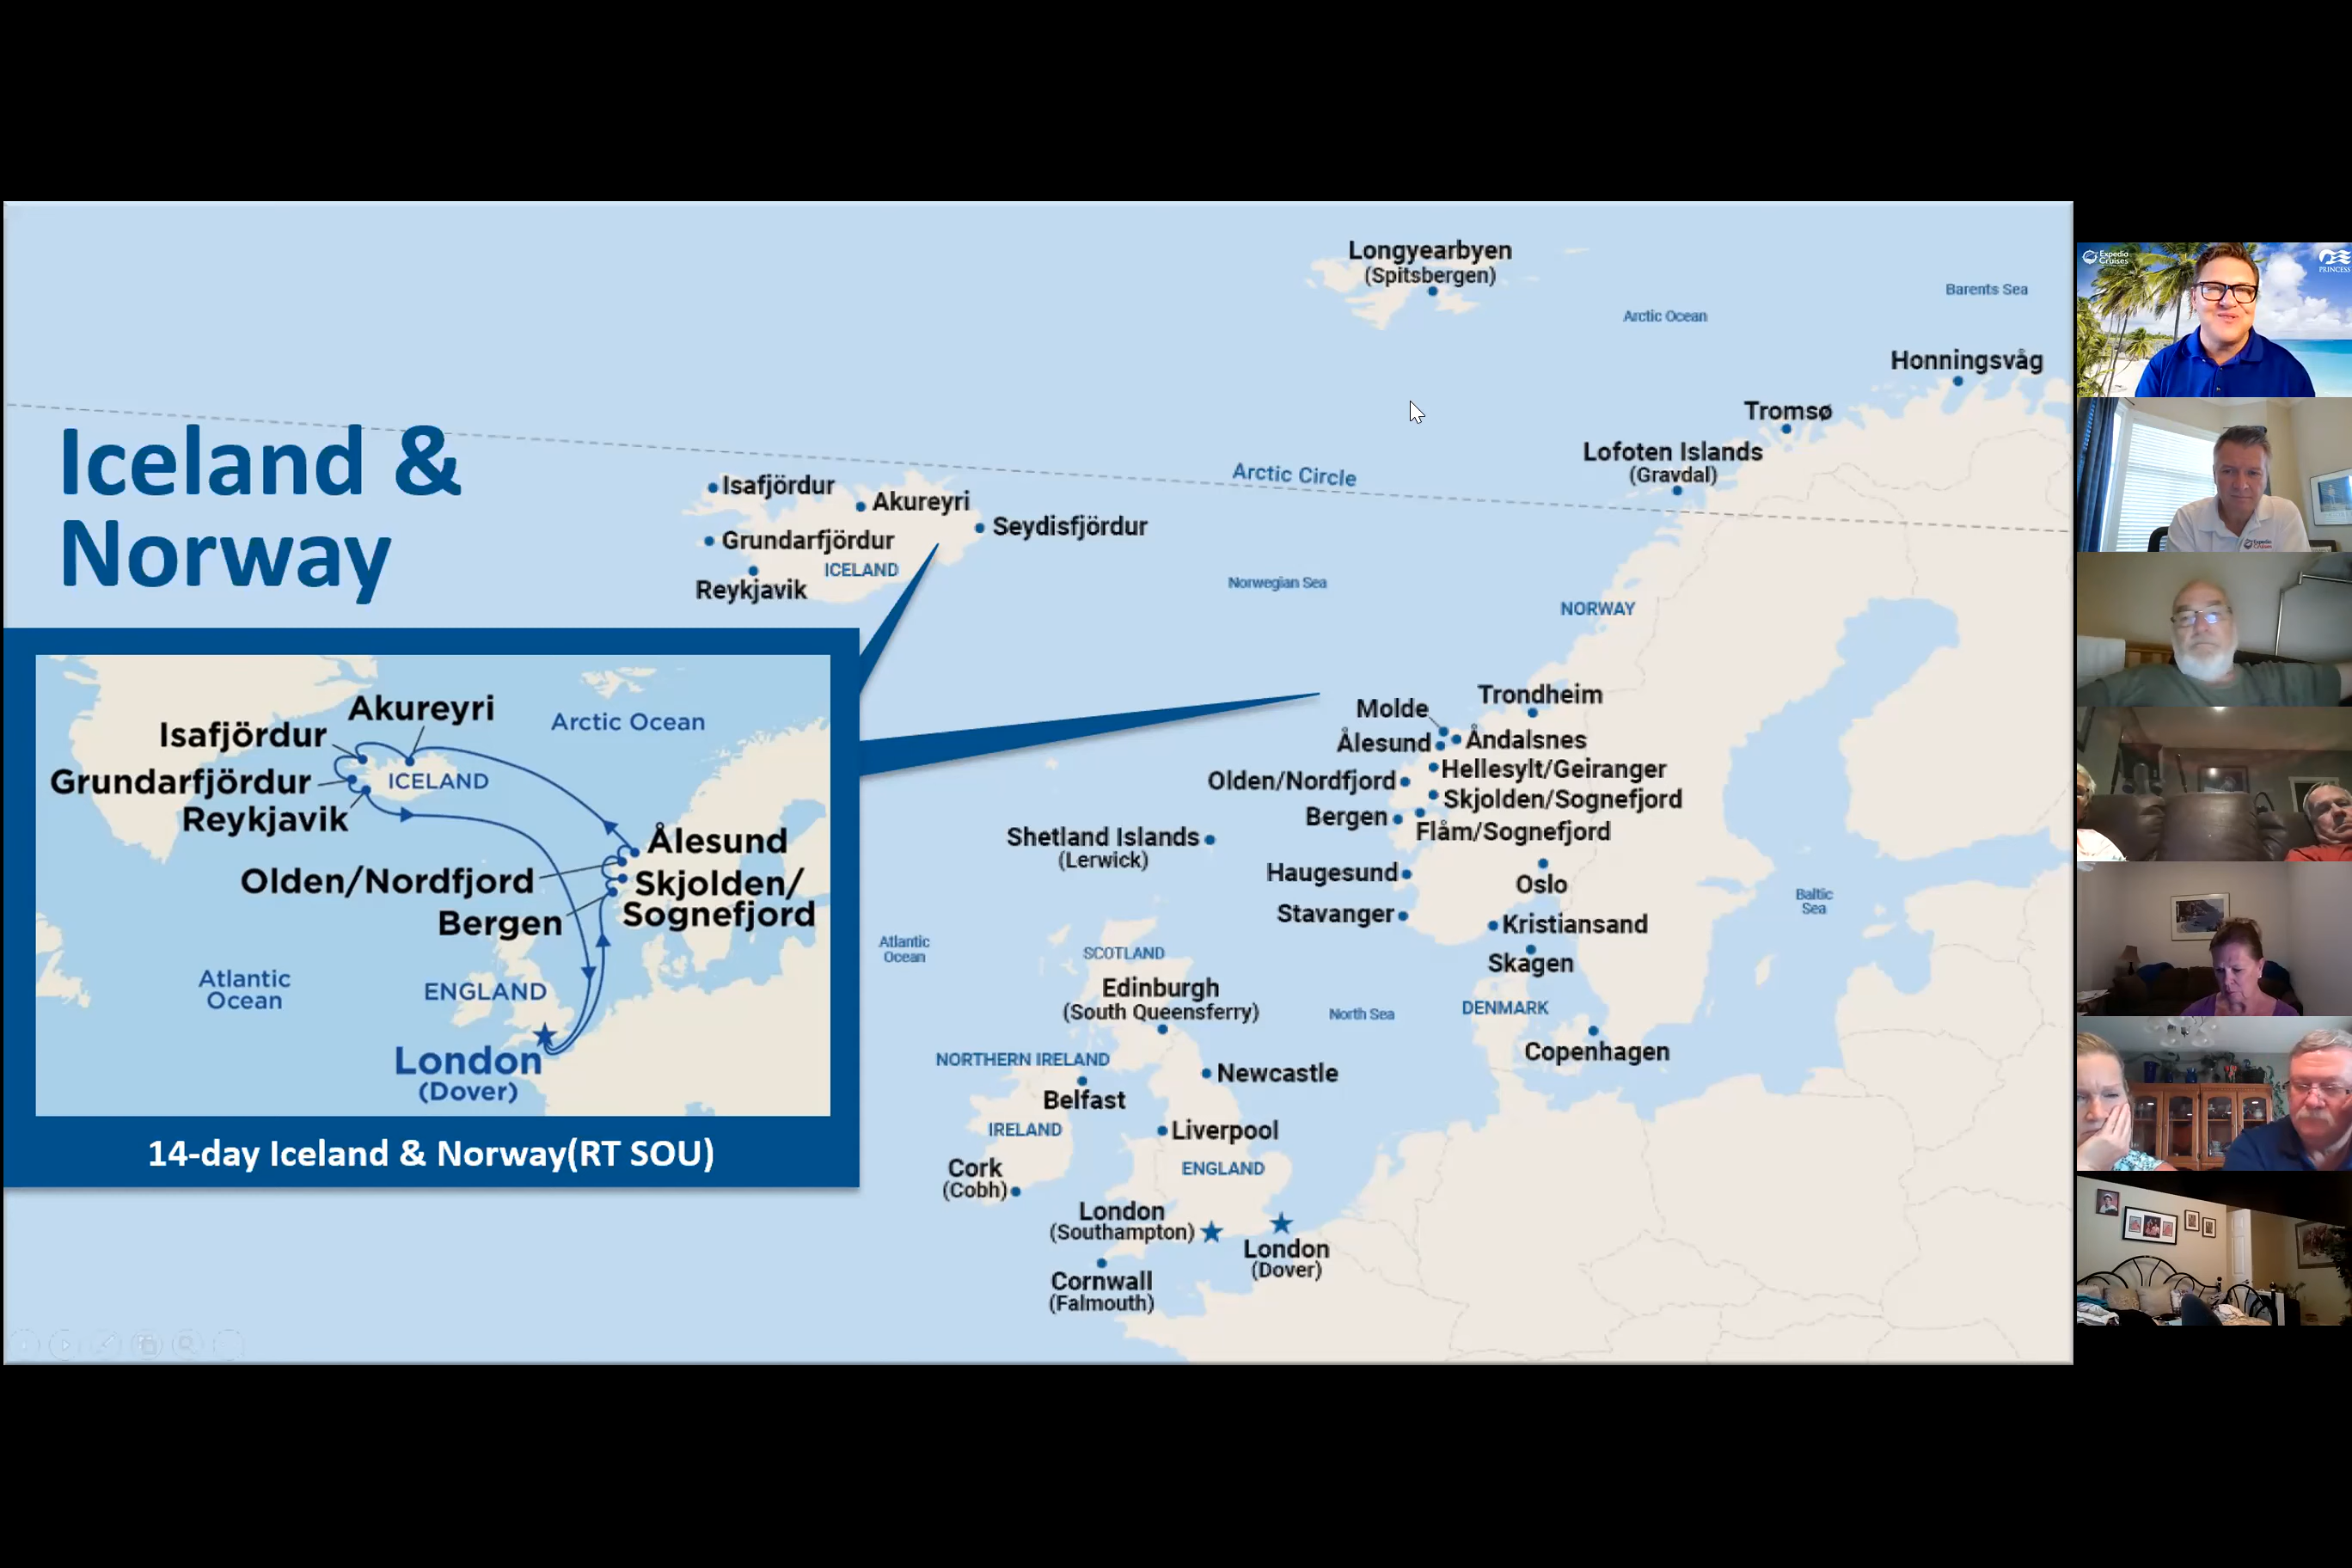 Iceland &
Norway
Longyearbyen
(Spitsbergen)
Arctic Ocean
Barents Sea
Honningsvåg
Tromsø
Lofoten Islands
(Gravdal)
Arctic Circle
Isafjördur
Akureyri
Seydisfjördur
Grundarfjördur
ICELAND
Reykjavik
Norwegian Sea
NORWAY
Trondheim
Molde
Ålesund
Åndalsnes
Hellesylt/Geiranger
Olden/Nordfjord
Skjolden/Sognefjord
Bergen
Flåm/Sognefjord
Shetland Islands
(Lerwick)
Haugesund
Oslo
Stavanger
Kristiansand
Baltic
Sea
Skagen
Atlantic
Ocean
SCOTLAND
Edinburgh
(South Queensferry)
North Sea
DENMARK
Copenhagen
NORTHERN IRELAND
Belfast
Newcastle
IRELAND
Liverpool
ENGLAND
Cork
(Cobh)
London
(Southampton)
London
(Dover)
Cornwall
(Falmouth)
Akureyri
Isafjördur
Arctic Ocean
Grundarfjördur
ICELAND
Reykjavik
Ålesund
Olden/Nordfjord
Skjolden/
Sognefjord
Bergen
Atlantic
Ocean
ENGLAND
London
(Dover)
14-day Iceland & Norway(RT SOU)
Expedia
Cruises
PRINCESS
Expedia
Cruises